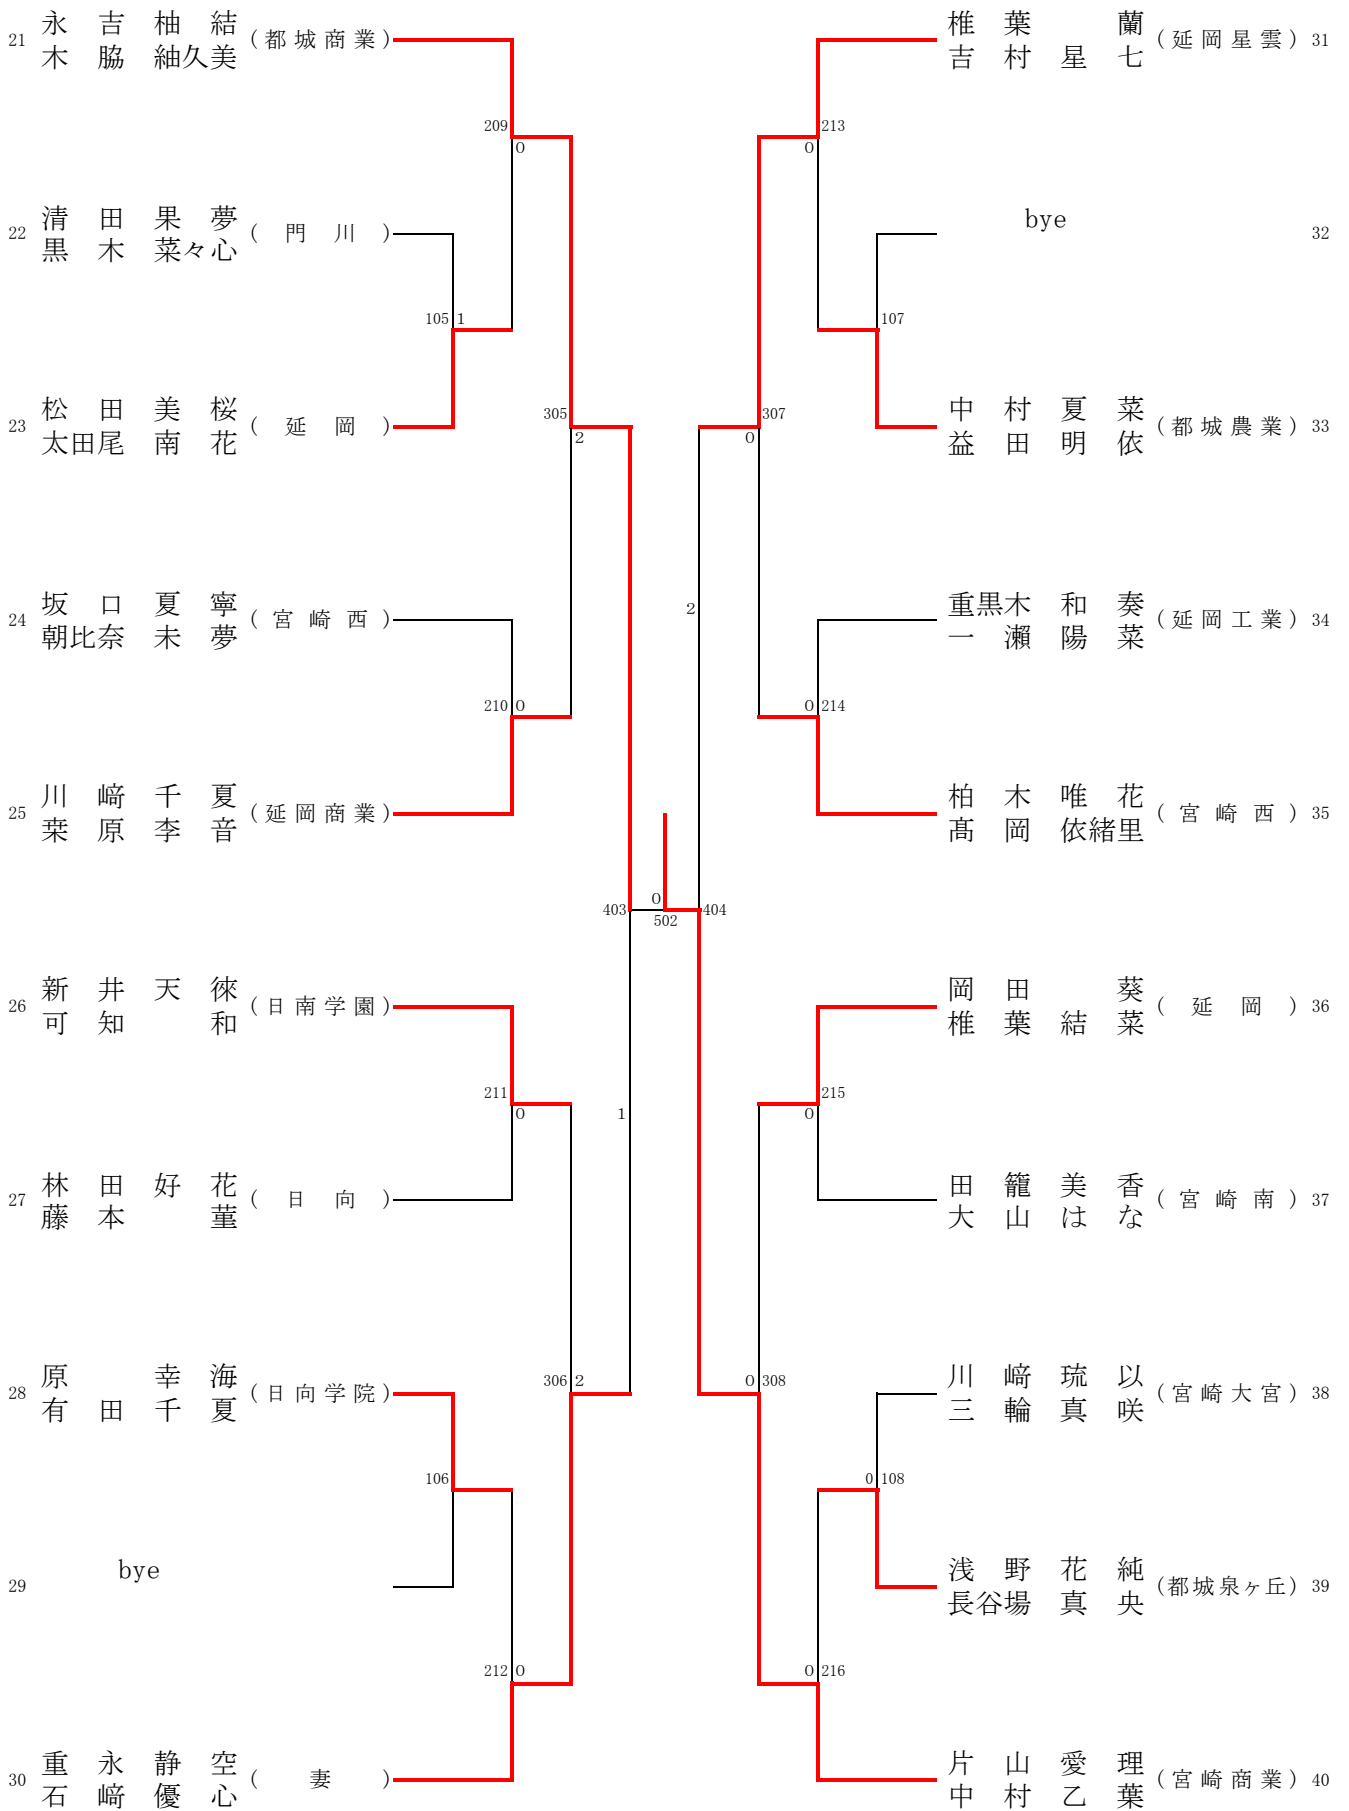 21 永吉柚結 (都城商業)
木脇紬久美
209
0
22 清田果夢 (門川)
黒木菜々心
105 1
23 松田美桜 (延岡)
太田尾南花
305
2
24 坂口夏寧 (宮崎西)
朝比奈未夢
210 0
25 川﨑千夏 (延岡商業)
桒原李音
403
0
502
404
2
1
26 新井天徠 (日南学園)
可知和
211
0
27 林田好花 (日向)
藤本菫
306 2
28 原幸海 (日向学院)
有田千夏
106
29 bye
212 0
30 重永静空 (妻)
石﨑優心
椎葉蘭 (延岡星雲) 31
吉村星七
213
0
bye 32
107
中村夏菜 (都城農業) 33
益田明依
307
0
重黒木和奏 (延岡工業) 34
一瀬陽菜
0 214
柏木唯花 (宮崎西) 35
髙岡依緒里
岡田葵 (延岡) 36
椎葉結菜
215
0
田籠美香 (宮崎南) 37
大山はな
0 308
川﨑琉以 (宮崎大宮) 38
三輪真咲
0 108
浅野花純 (都城泉ヶ丘) 39
長谷場真央
0 216
片山愛理 (宮崎商業) 40
中村乙葉